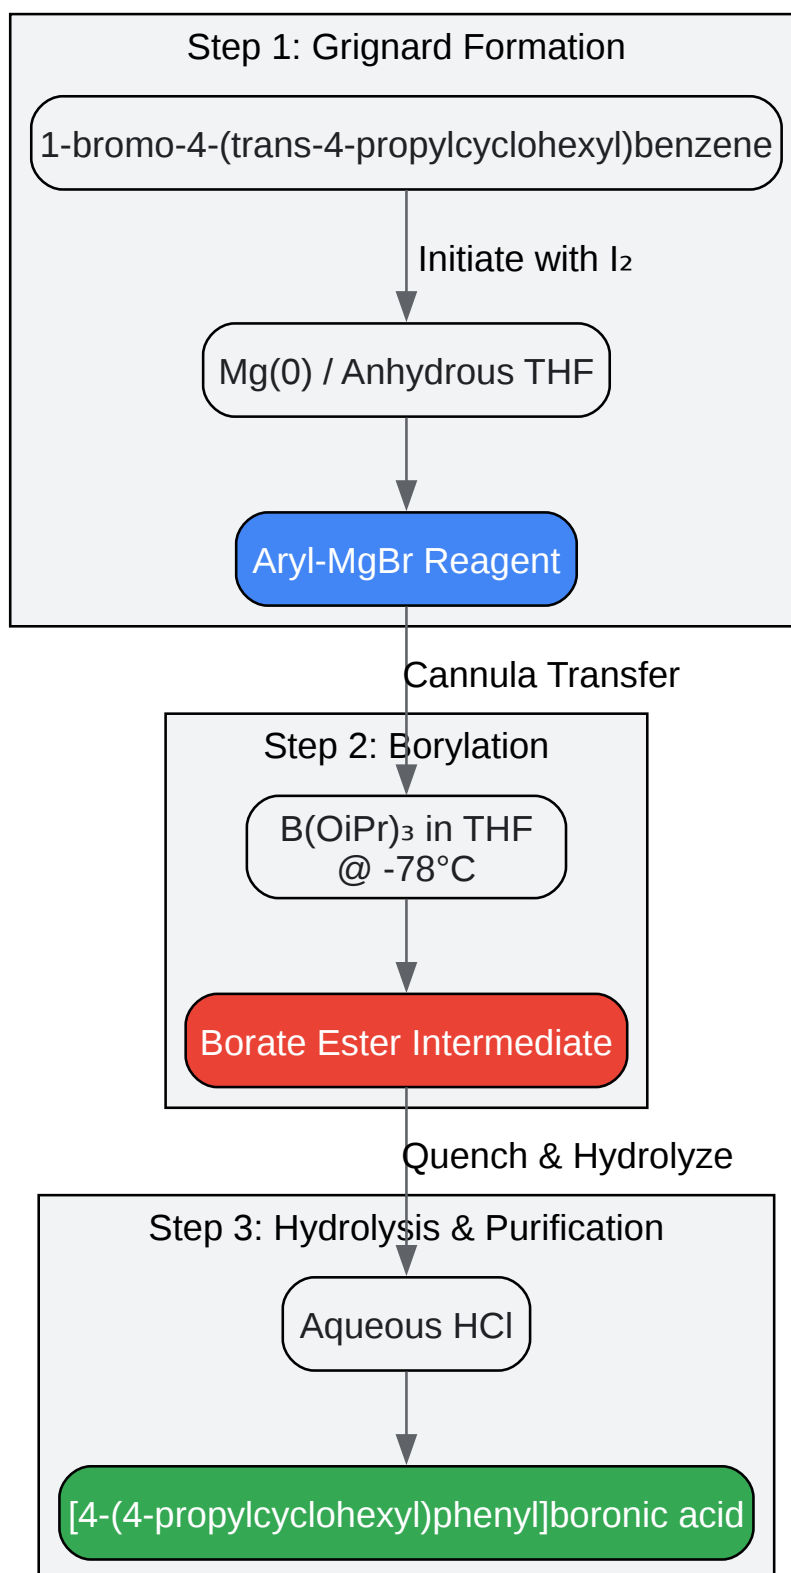 Step 1: Grignard Formation
1-bromo-4-(trans-4-propylcyclohexyl)benzene
Initiate with I₂
Mg(0) / Anhydrous THF
Aryl-MgBr Reagent
Cannula Transfer
Step 2: Borylation
B(OiPr)₃ in THF
@ -78°C
Borate Ester Intermediate
Quench & Hydrolyze
Step 3: Hydrolysis & Purification
Aqueous HCl
[4-(4-propylcyclohexyl)phenyl]boronic acid